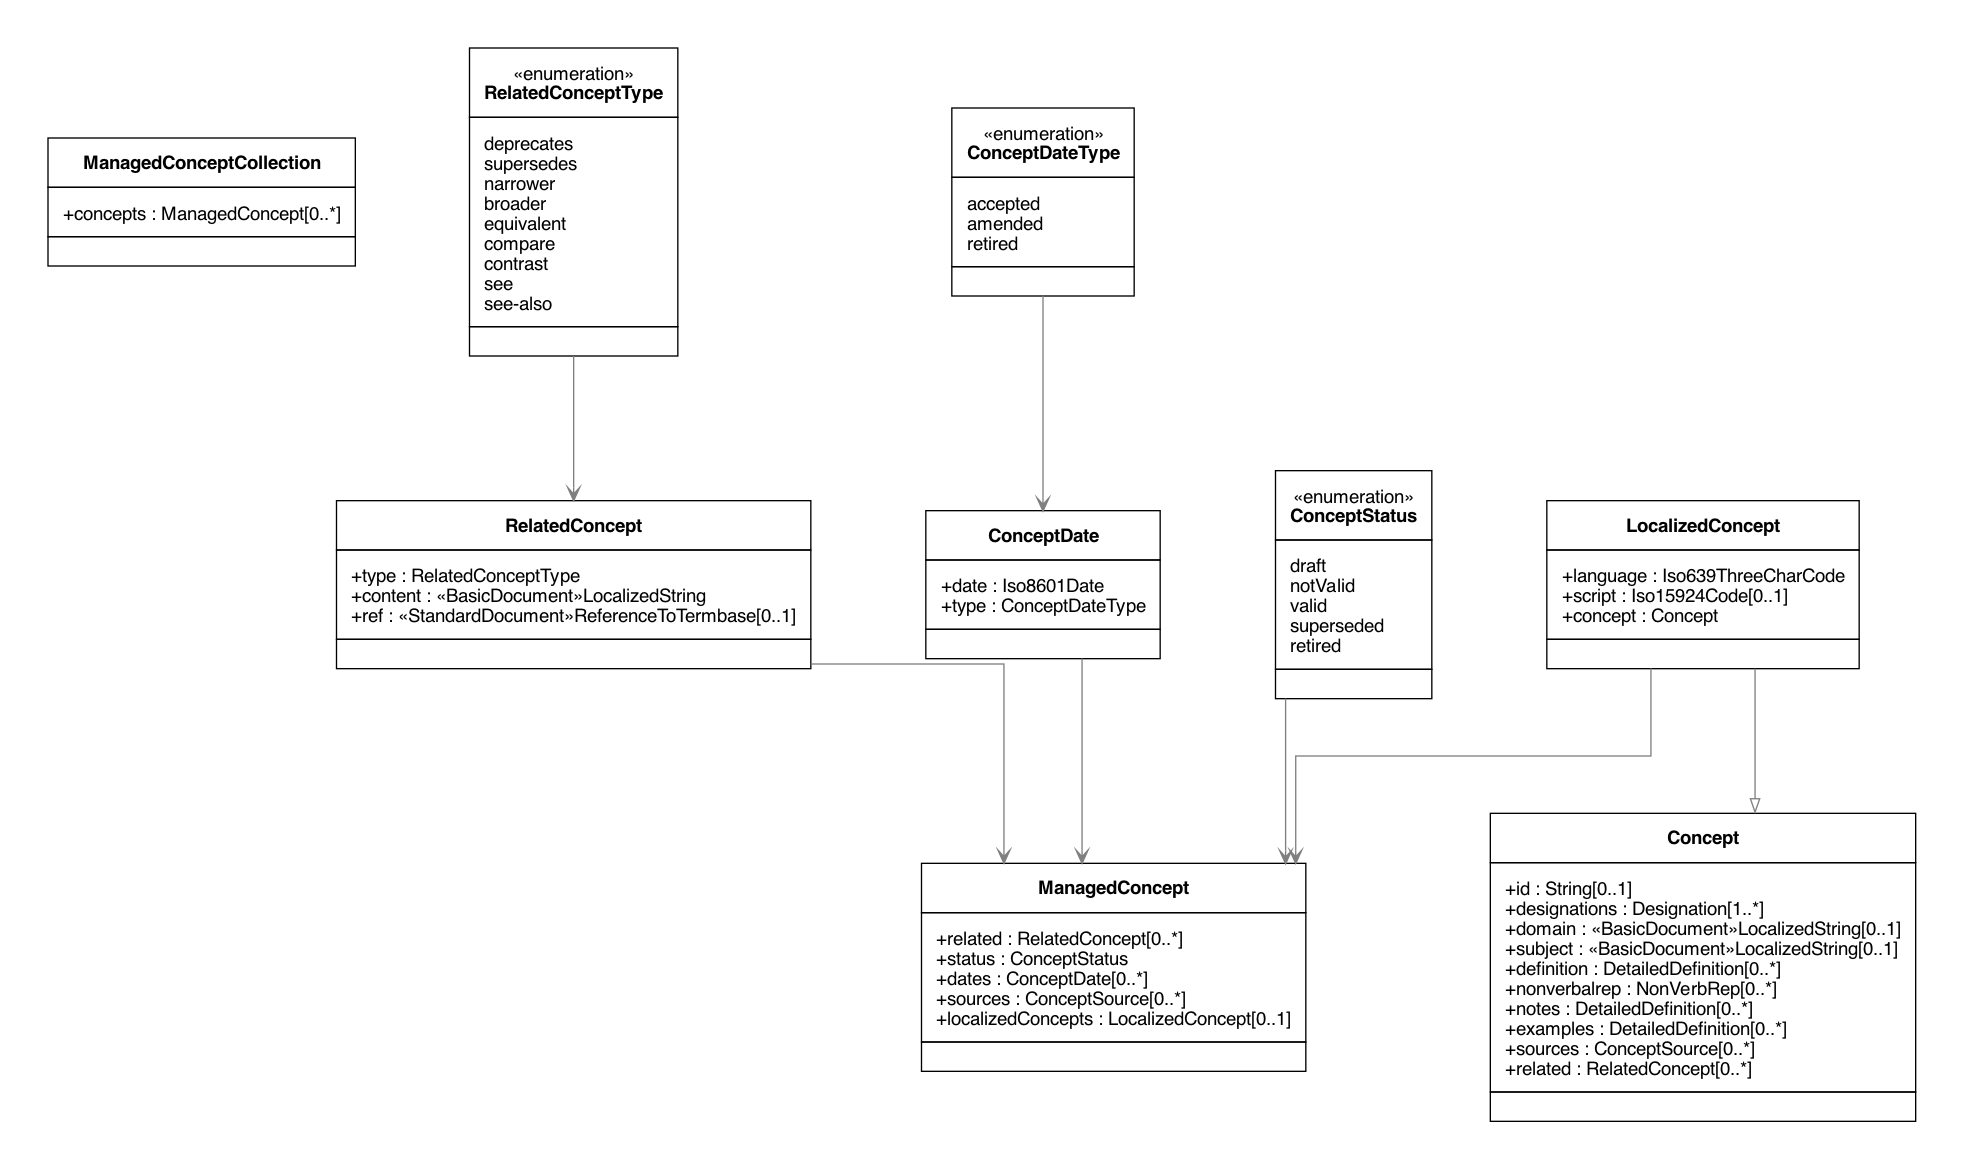 «enumeration»
RelatedConceptType
deprecates
supersedes
narrower
broader
equivalent
compare
contrast
see
see-also
«enumeration»
ConceptDateType
accepted
amended
retired
ManagedConceptCollection
+concepts : ManagedConcept[0..*]
RelatedConcept
+type : RelatedConceptType
+content : «BasicDocument»LocalizedString
+ref : «StandardDocument»ReferenceToTermbase[0..1]
ConceptDate
+date : Iso8601Date
+type : ConceptDateType
«enumeration»
ConceptStatus
draft
notValid
valid
superseded
retired
LocalizedConcept
+language : Iso639ThreeCharCode
+script : Iso15924Code[0..1]
+concept : Concept
ManagedConcept
+related : RelatedConcept[0..*]
+status : ConceptStatus
+dates : ConceptDate[0..*]
+sources : ConceptSource[0..*]
+localizedConcepts : LocalizedConcept[0..1]
Concept
+id : String[0..1]
+designations : Designation[1..*]
+domain : «BasicDocument»LocalizedString[0..1]
+subject : «BasicDocument»LocalizedString[0..1]
+definition : DetailedDefinition[0..*]
+nonverbalrep : NonVerbRep[0..*]
+notes : DetailedDefinition[0..*]
+examples : DetailedDefinition[0..*]
+sources : ConceptSource[0..*]
+related : RelatedConcept[0..*]